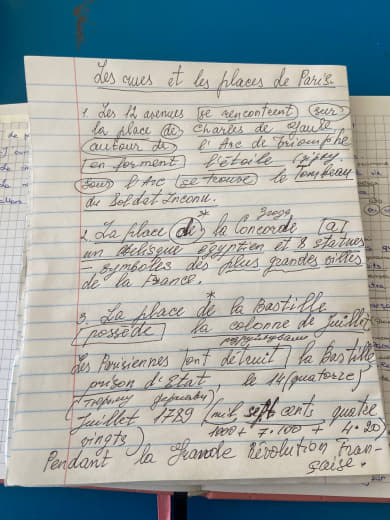 Les rues et les places de Paris.
1. Les 12 avenues se rencontrent sur
la place de Charles de Gaulle
autour de l'Arc de Triomphe
en forment l'étoile
sous l'Arc se trouve le Tombeau
du Soldat Inconu.
2. La place de la Concorde a
un obélisque égyptien et 8 statues
– symboles des plus grandes villes
de la France.
3. La place de la Bastille
possède la colonne de Juillet
Les Parisiennes ont détruit la Bastille
prison d'Etat, le 14 (quatorze)
Juillet 1789 (mil sept cents quatre
vingts) 1000 + 7·100 + 4·20)
Pendant la Grande Révolution Fran-
çaise.